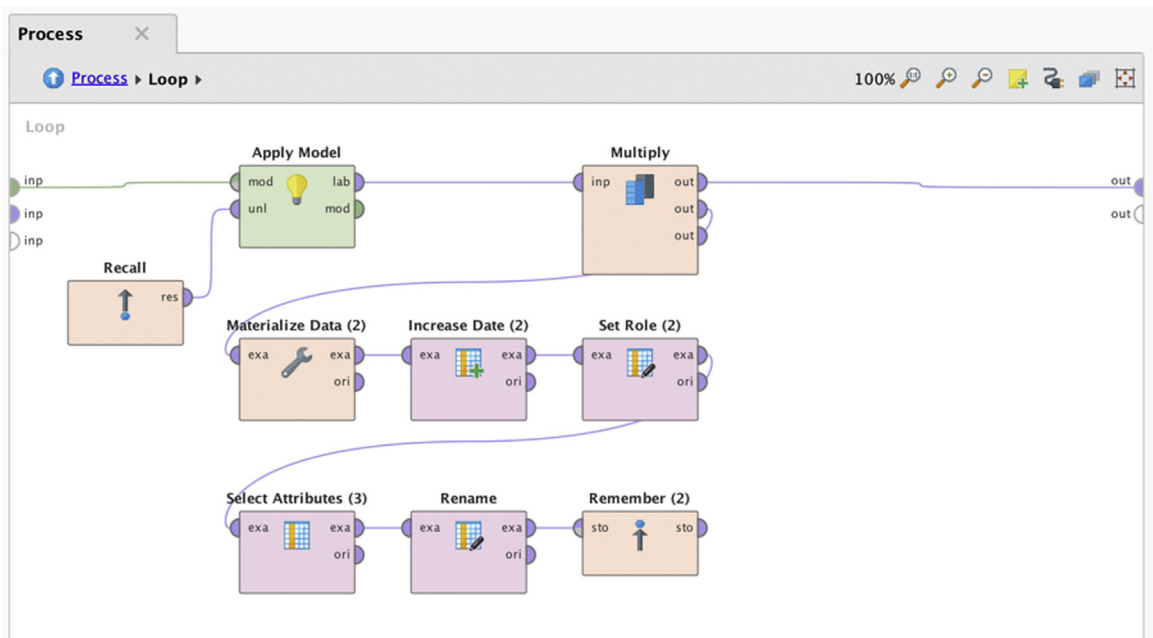 Process
Process Loop
100%
Loop
Apply Model
Multiply
inp
mod
lab
inp
out
out
inp
unl
mod
out
out
inp
out
Recall
res
Materialize Data (2)
Increase Date (2)
Set Role (2)
exa
exa
exa
exa
exa
exa
ori
ori
ori
Select Attributes (3)
Rename
Remember (2)
exa
exa
exa
exa
sto
sto
ori
ori